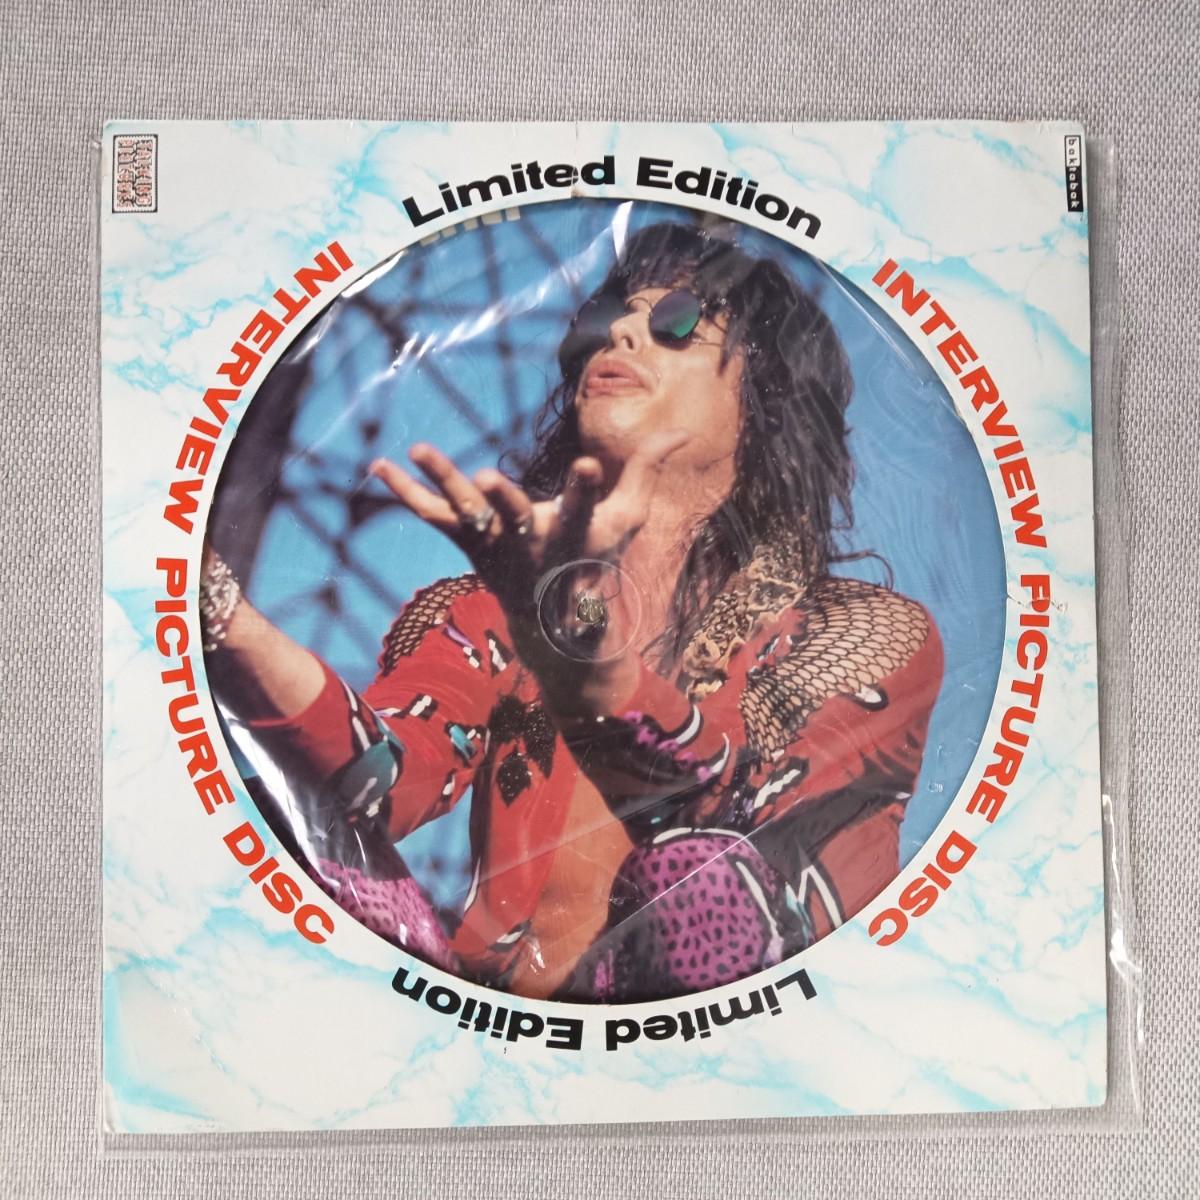 Limited Edition
INTERVIEW PICTURE DISC
INTERVIEW PICTURE DISC
Limited Edition
baktabak